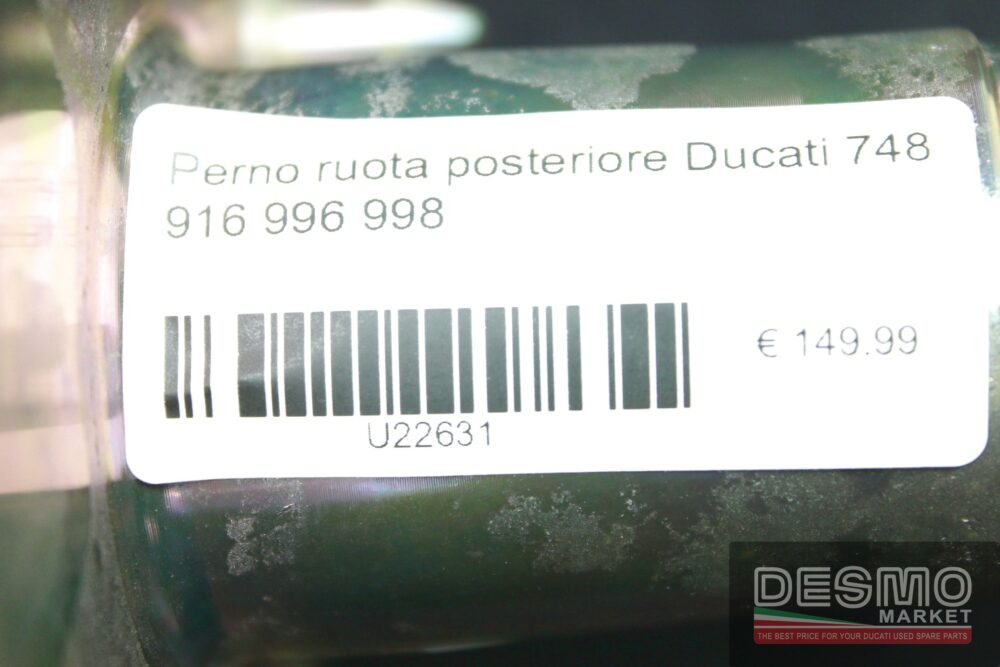 Perno ruota posteriore Ducati 748
916 996 998
€ 149.99
U22631
DESMO
MARKET
THE BEST PRICE FOR YOUR DUCATI USED SPARE PARTS